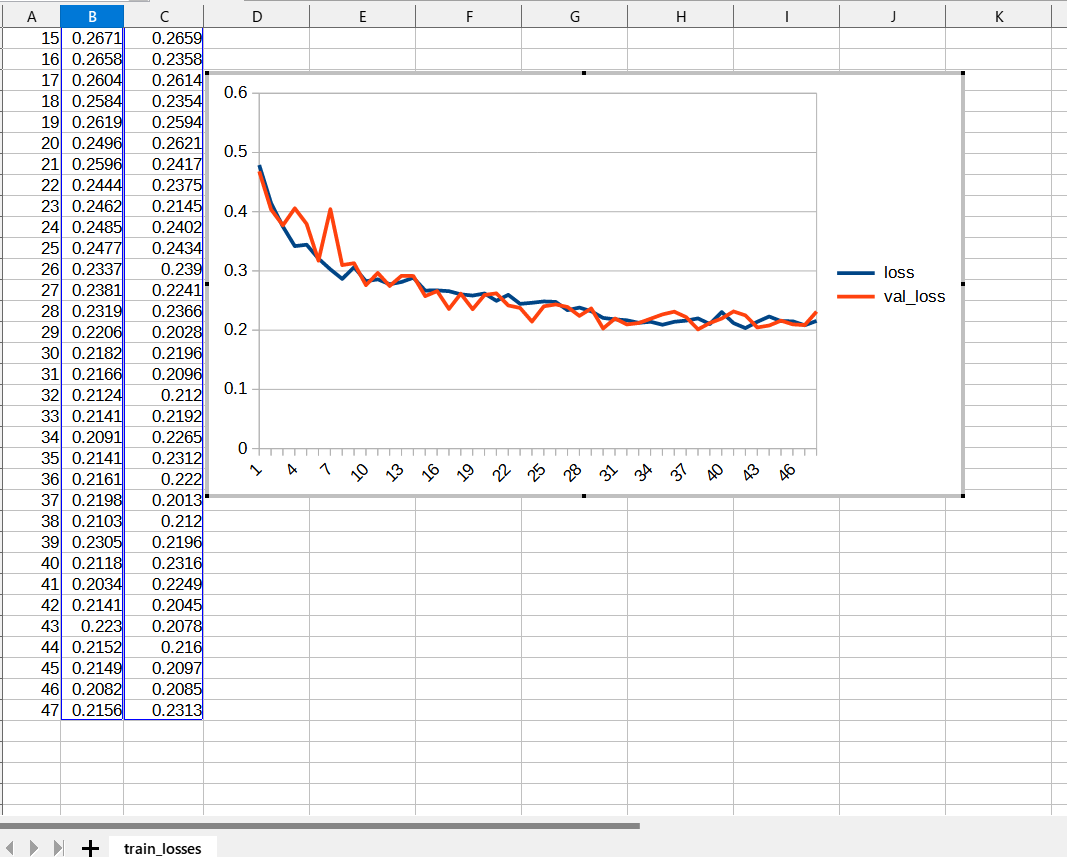 A B C D E F G H I J K
15 0.2671 0.2659
16 0.2658 0.2358
17 0.2604 0.2614
18 0.2584 0.2354
19 0.2619 0.2594
20 0.2496 0.2621
21 0.2596 0.2417
22 0.2444 0.2375
23 0.2462 0.2145
24 0.2485 0.2402
25 0.2477 0.2434
26 0.2337 0.239
27 0.2381 0.2241
28 0.2319 0.2366
29 0.2206 0.2028
30 0.2182 0.2196
31 0.2166 0.2096
32 0.2124 0.212
33 0.2141 0.2192
34 0.2091 0.2265
35 0.2141 0.2312
36 0.2161 0.222
37 0.2198 0.2013
38 0.2103 0.212
39 0.2305 0.2196
40 0.2118 0.2316
41 0.2034 0.2249
42 0.2141 0.2045
43 0.223 0.2078
44 0.2152 0.216
45 0.2149 0.2097
46 0.2082 0.2085
47 0.2156 0.2313
0.6
0.5
0.4
0.3
0.2
0.1
0
1 4 7 10 13 16 19 22 25 28 31 34 37 40 43 46
loss
val_loss
train_losses